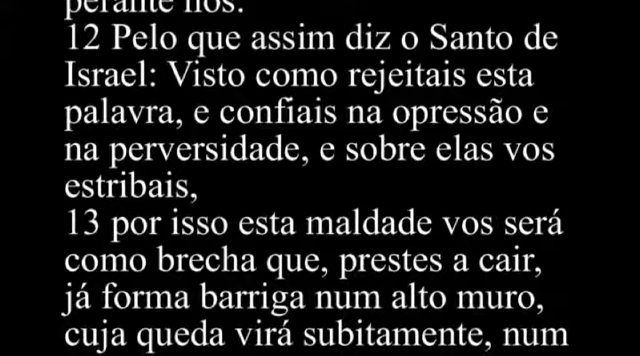 perante nós.
12 Pelo que assim diz o Santo de
Israel: Visto como rejeitais esta
palavra, e confiais na opressão e
na perversidade, e sobre elas vos
estribais,
13 por isso esta maldade vos será
como brecha que, prestes a cair,
já forma barriga num alto muro,
cuja queda virá subitamente, num